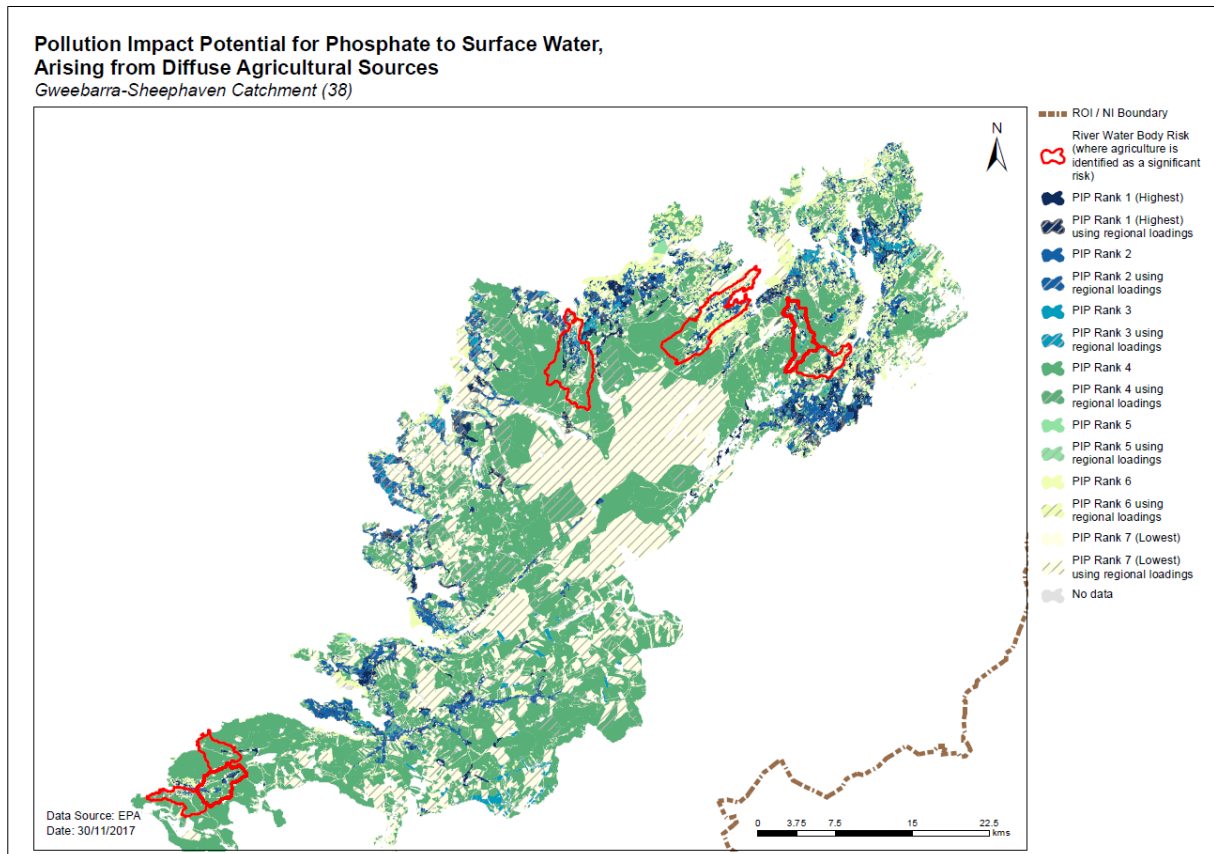 Pollution Impact Potential for Phosphate to Surface Water,
Arising from Diffuse Agricultural Sources
Gweebarra-Sheephaven Catchment (38)
N
ROI / NI Boundary
River Water Body Risk
(where agriculture is
identified as a significant
risk)
PIP Rank 1 (Highest)
PIP Rank 1 (Highest)
using regional loadings
PIP Rank 2
PIP Rank 2 using
regional loadings
PIP Rank 3
PIP Rank 3 using
regional loadings
PIP Rank 4
PIP Rank 4 using
regional loadings
PIP Rank 5
PIP Rank 5 using
regional loadings
PIP Rank 6
PIP Rank 6 using
regional loadings
PIP Rank 7 (Lowest)
PIP Rank 7 (Lowest)
using regional loadings
No data
Data Source: EPA
Date: 30/11/2017
0 3.75 7.5 15 22.5
kms